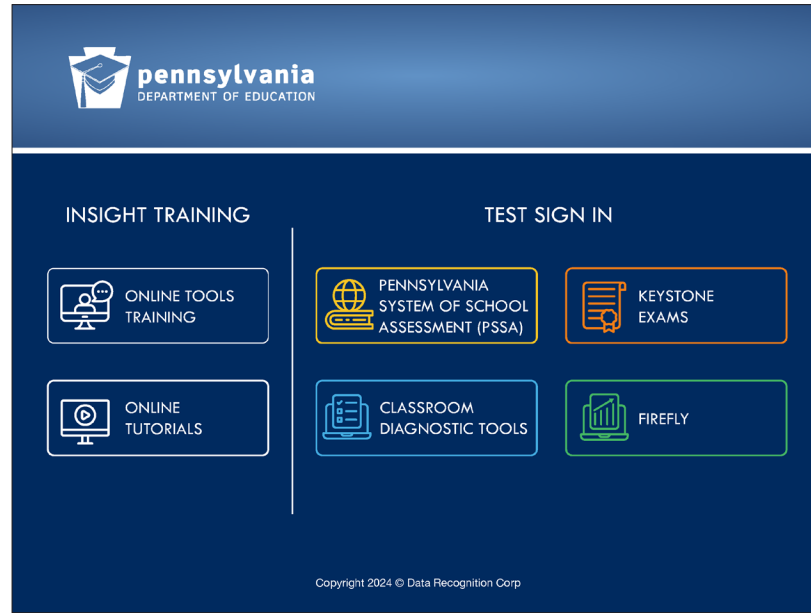 pennsylvania
DEPARTMENT OF EDUCATION
INSIGHT TRAINING
ONLINE TOOLS
TRAINING
ONLINE
TUTORIALS
TEST SIGN IN
PENNSYLVANIA
SYSTEM OF SCHOOL
ASSESSMENT (PSSA)
KEYSTONE
EXAMS
CLASSROOM
DIAGNOSTIC TOOLS
FIREFLY
Copyright 2024 © Data Recognition Corp